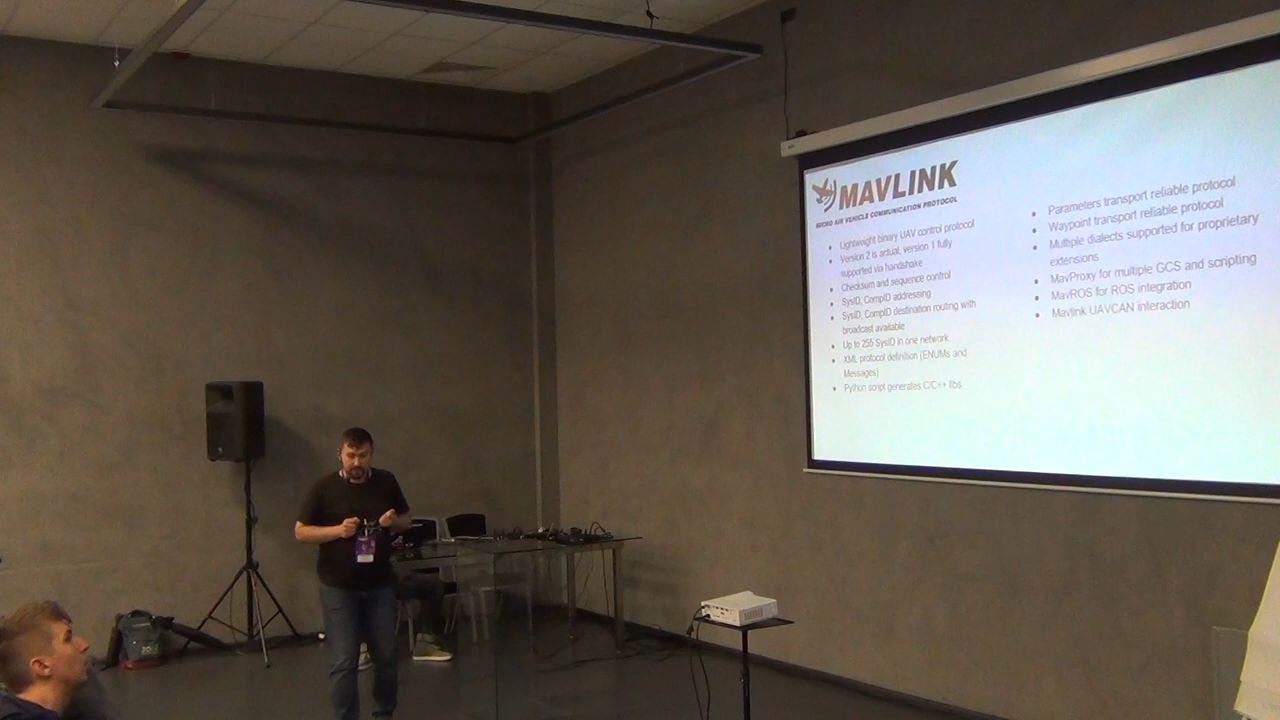 MAVLINK
MICRO AIR VEHICLE COMMUNICATION PROTOCOL
• Lightweight binary UAV control protocol
• Version 2 is actual, version 1 fully
supported via handshake
• Checksum and sequence control
• SysID, CompID addressing
• SysID, CompID destination routing with
broadcast available
• Up to 255 SysID in one network
• XML protocol definition (ENUMs and
Messages)
• Python script generates C/C++ libs
• Parameters transport reliable protocol
• Waypoint transport reliable protocol
• Multiple dialects supported for proprietary
extensions
• MavProxy for multiple GCS and scripting
• MavROS for ROS integration
• Mavlink UAVCAN interaction